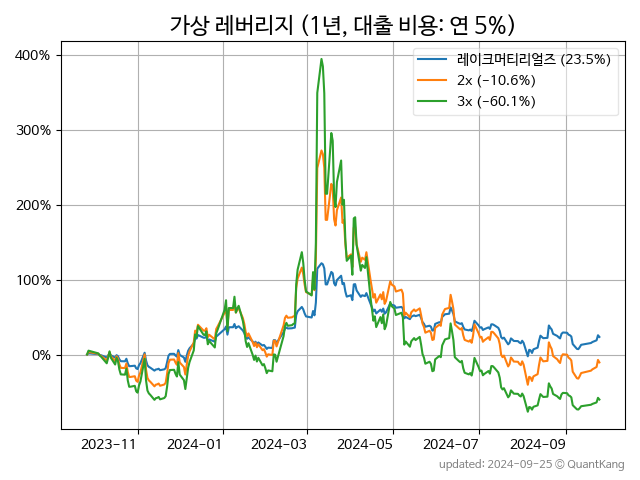 가상 레버리지 (1년, 대출 비용: 연 5%)
400%
300%
200%
100%
0%
레이크머티리얼즈 (23.5%)
2x (−10.6%)
3x (−60.1%)
2023-11
2024-01
2024-03
2024-05
2024-07
2024-09
updated: 2024-09-25 © QuantKang